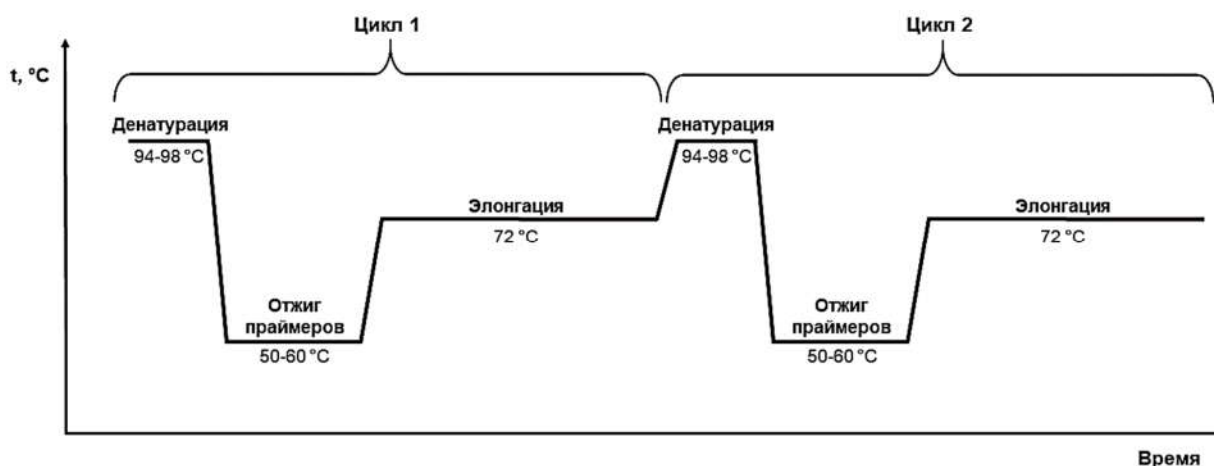 Цикл 1
Цикл 2
t, °C
Денатурация
94-98 °C
Отжиг
праймеров
50-60 °C
Элонгация
72 °C
Денатурация
94-98 °C
Отжиг
праймеров
50-60 °C
Элонгация
72 °C
Время